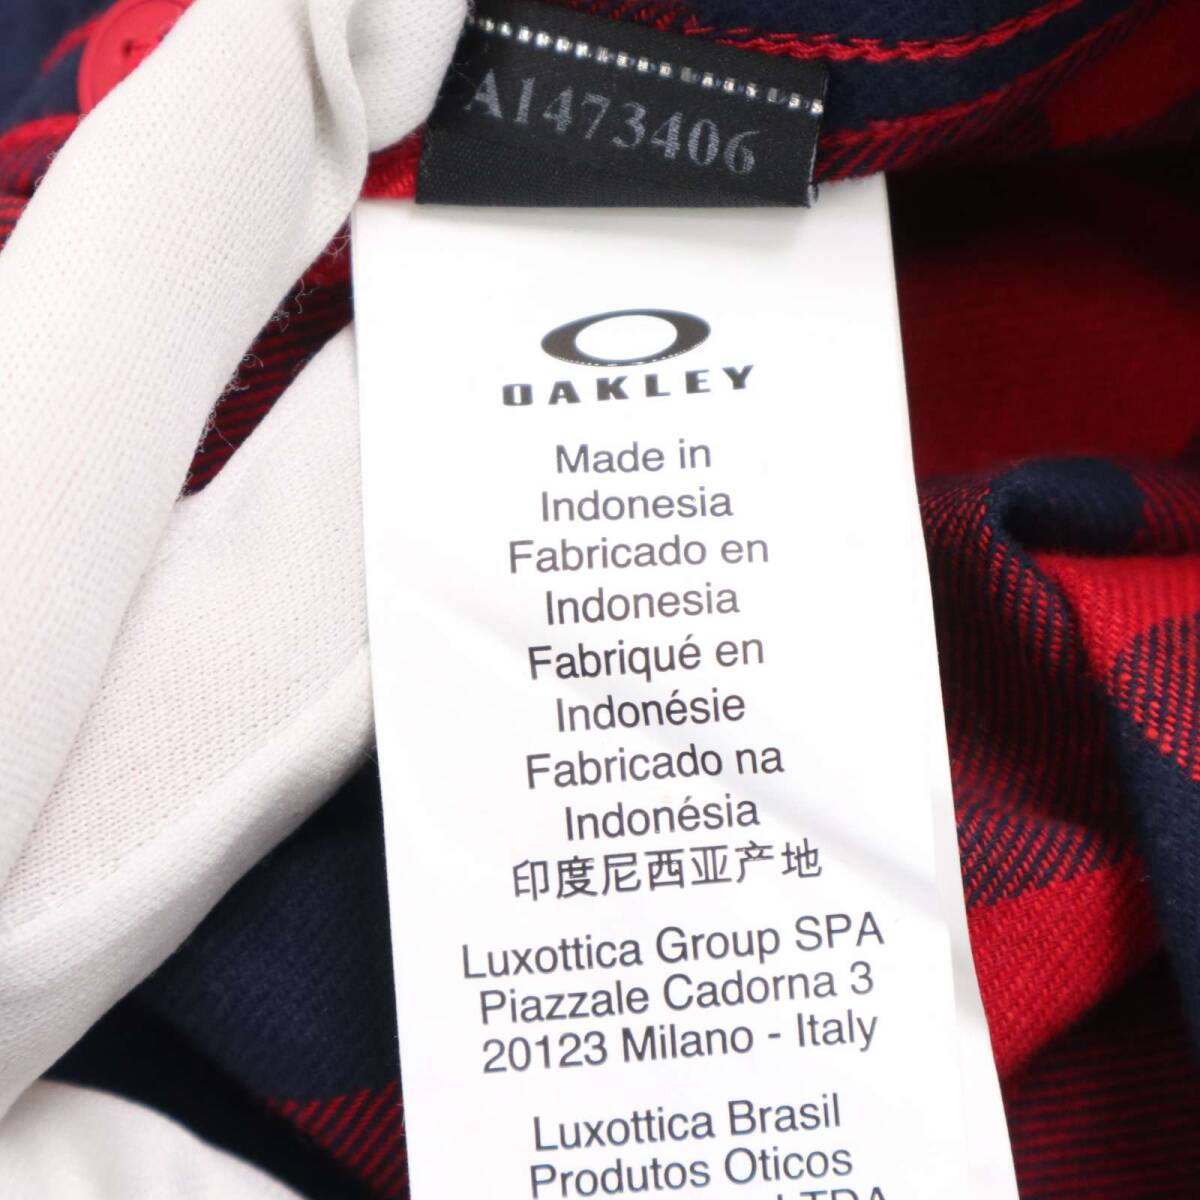 A1473406
OAKLEY
Made in
Indonesia
Fabricado en
Indonesia
Fabriqué en
Indonésie
Fabricado na
Indonésia
印度尼西亚产地
Luxottica Group SPA
Piazzale Cadorna 3
20123 Milano - Italy
Luxottica Brasil
Produtos Oticos
LTDA